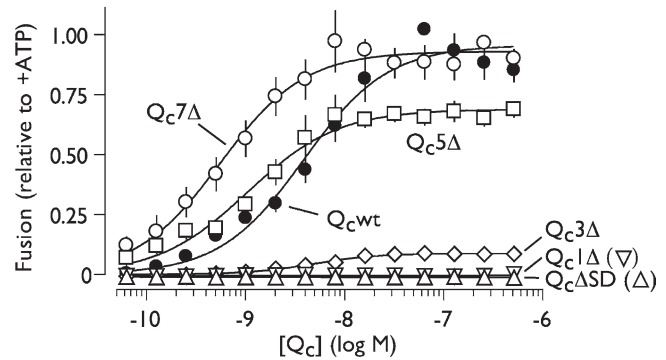 Fusion (relative to +ATP)
1.00
0.75
0.50
0.25
0
Qc7Δ
Qc5Δ
Qcwt
Qc3Δ
Qc1Δ (▽)
QcΔSD (△)
-10 -9 -8 -7 -6
[Qc] (log M)